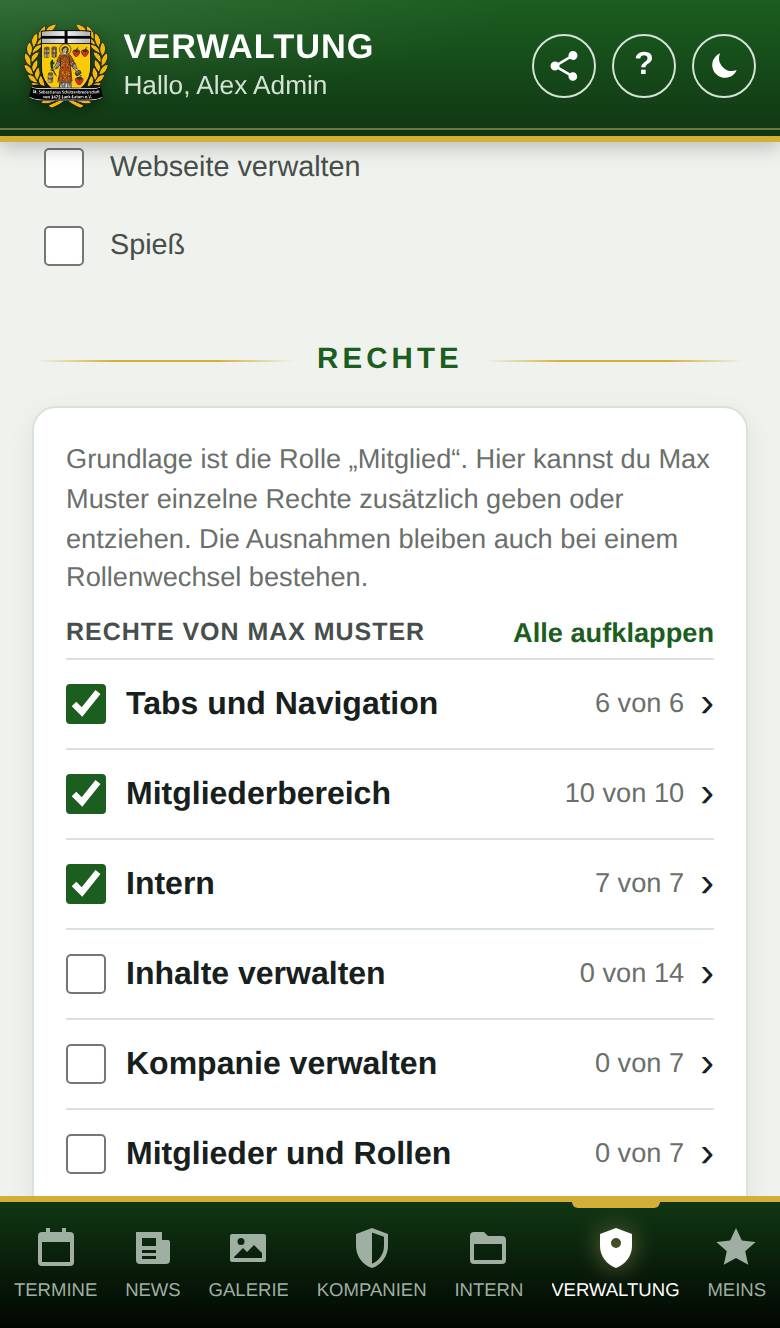 VERWALTUNG
Hallo, Alex Admin
?
Webseite verwalten
Spieß
RECHTE
Grundlage ist die Rolle „Mitglied“. Hier kannst du Max
Muster einzelne Rechte zusätzlich geben oder
entziehen. Die Ausnahmen bleiben auch bei einem
Rollenwechsel bestehen.
RECHTE VON MAX MUSTER Alle aufklappen
Tabs und Navigation 6 von 6 ›
Mitgliederbereich 10 von 10 ›
Intern 7 von 7 ›
Inhalte verwalten 0 von 14 ›
Kompanie verwalten 0 von 7 ›
Mitglieder und Rollen 0 von 7 ›
TERMINE NEWS GALERIE KOMPANIEN INTERN VERWALTUNG MEINS